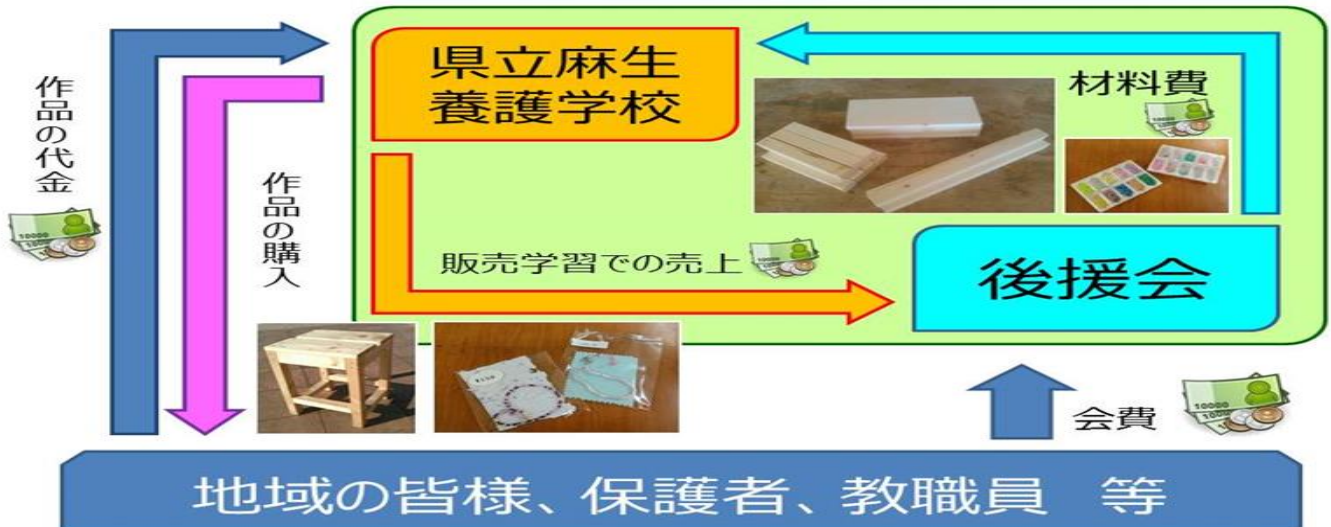 県立麻生
養護学校
材料費
作品の代金
作品の購入
販売学習での売上
後援会
会費
地域の皆様、保護者、教職員 等